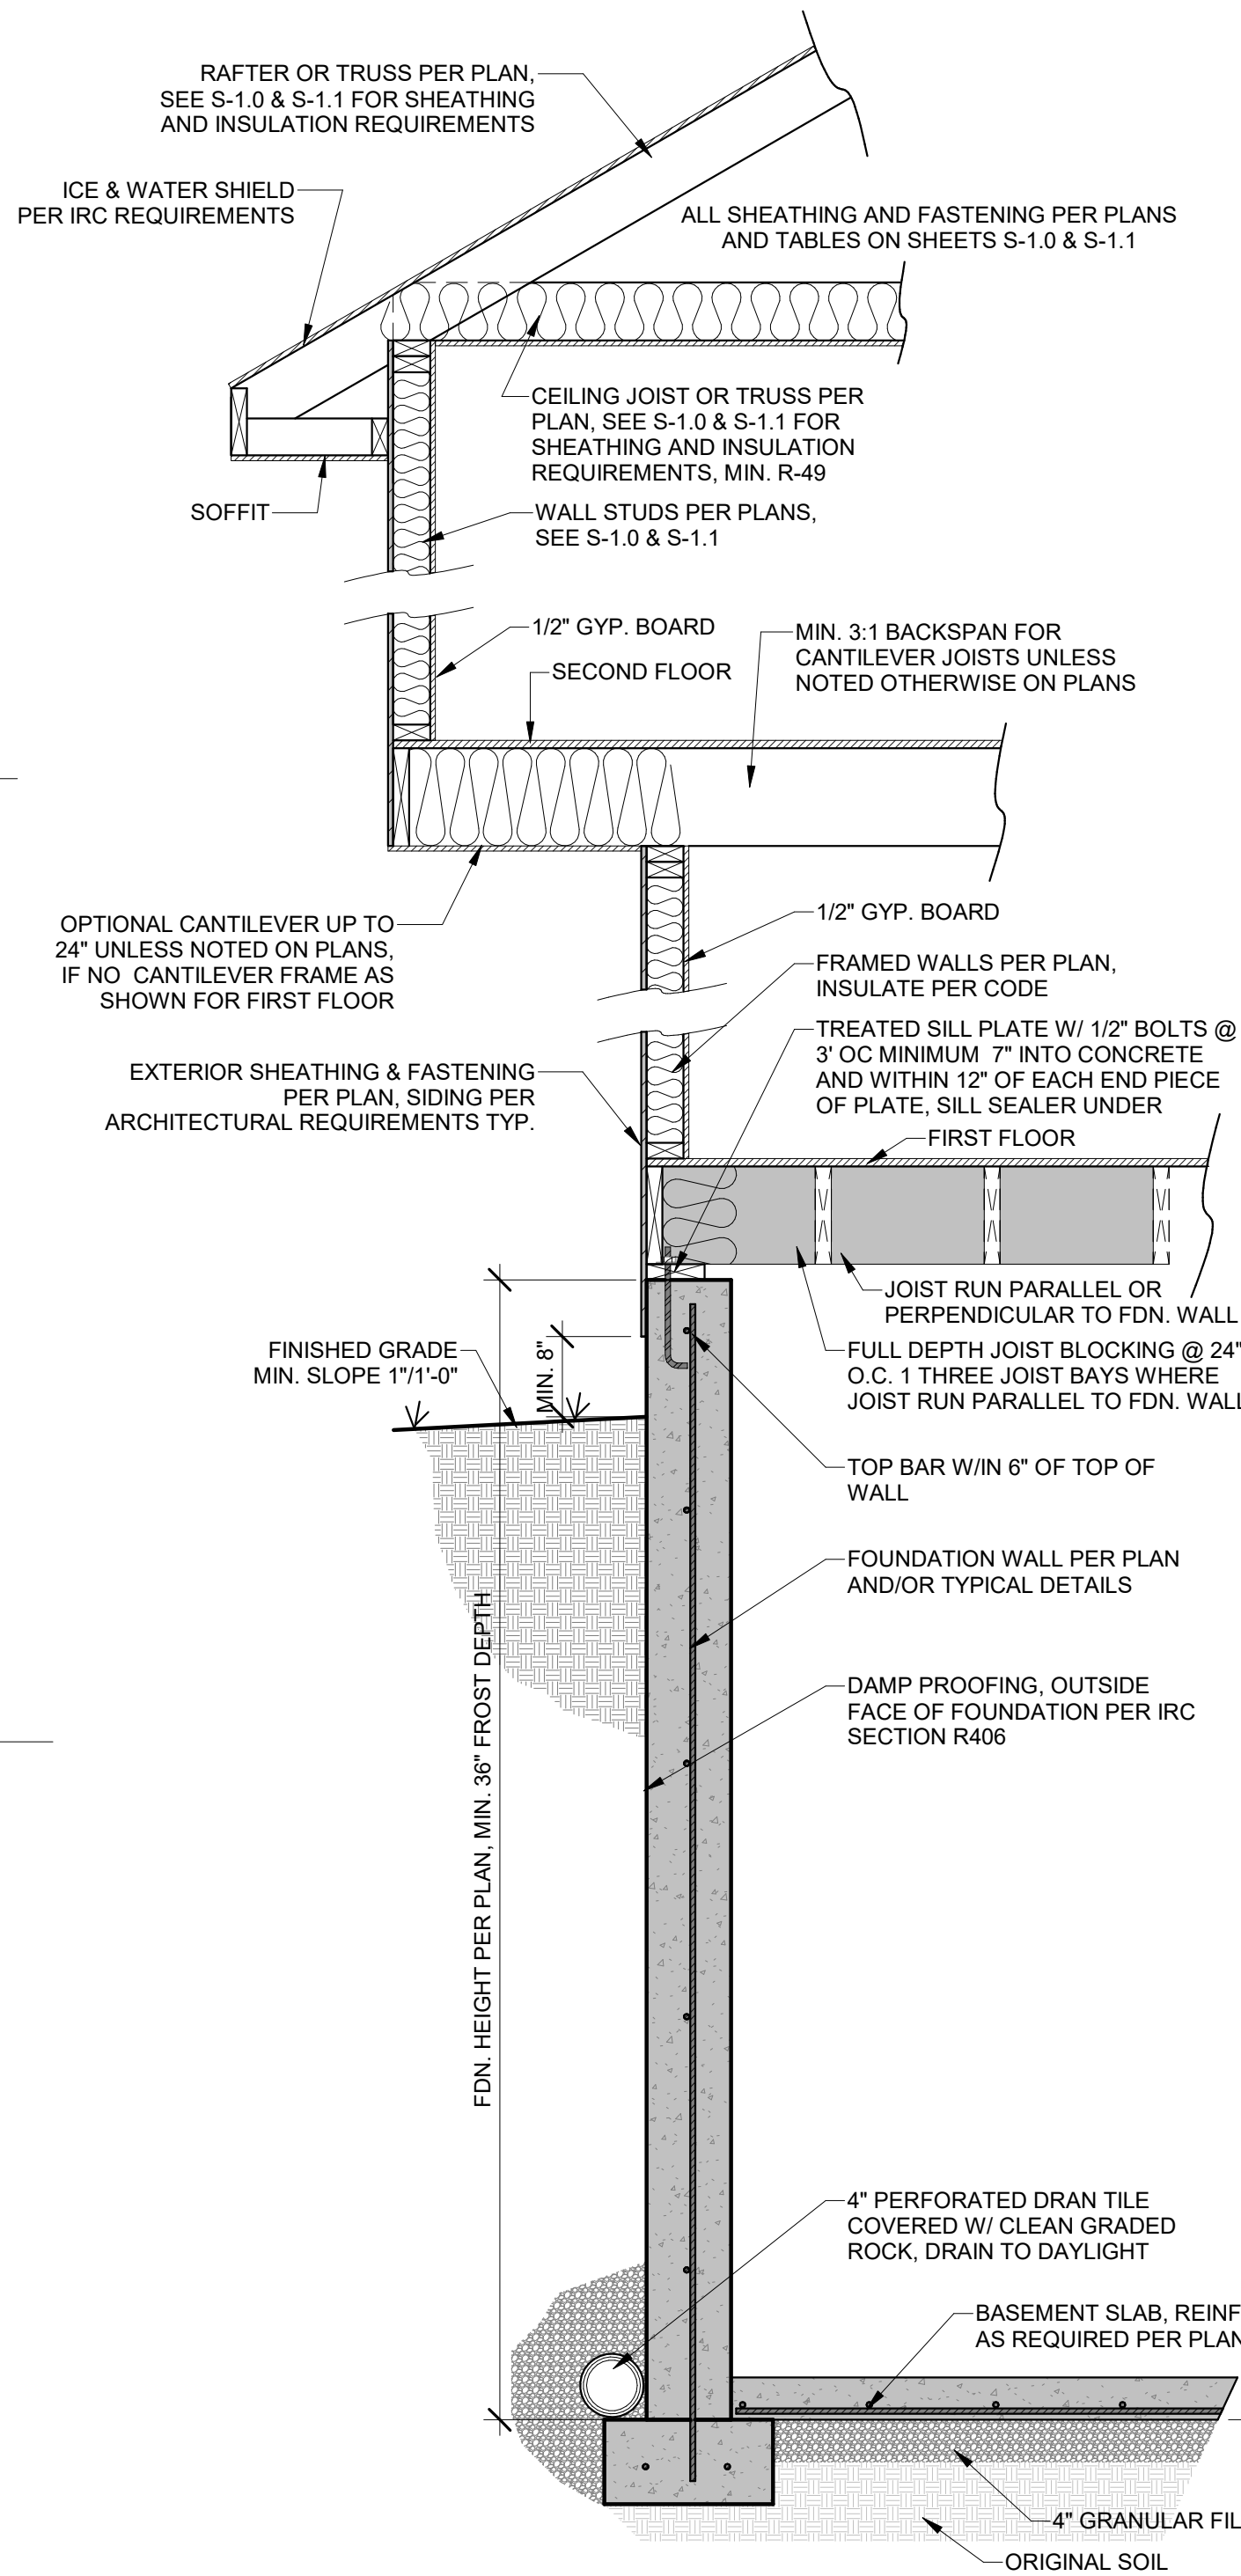 RAFTER OR TRUSS PER PLAN,
SEE S-1.0 & S-1.1 FOR SHEATHING
AND INSULATION REQUIREMENTS
ICE & WATER SHIELD
PER IRC REQUIREMENTS
ALL SHEATHING AND FASTENING PER PLANS
AND TABLES ON SHEETS S-1.0 & S-1.1
CEILING JOIST OR TRUSS PER
PLAN, SEE S-1.0 & S-1.1 FOR
SHEATHING AND INSULATION
REQUIREMENTS, MIN. R-49
SOFFIT
WALL STUDS PER PLANS,
SEE S-1.0 & S-1.1
1/2" GYP. BOARD
SECOND FLOOR
MIN. 3:1 BACKSPAN FOR
CANTILEVER JOISTS UNLESS
NOTED OTHERWISE ON PLANS
OPTIONAL CANTILEVER UP TO
24" UNLESS NOTED ON PLANS,
IF NO CANTILEVER FRAME AS
SHOWN FOR FIRST FLOOR
1/2" GYP. BOARD
FRAMED WALLS PER PLAN,
INSULATE PER CODE
TREATED SILL PLATE W/ 1/2" BOLTS @
3' OC MINIMUM 7" INTO CONCRETE
AND WITHIN 12" OF EACH END PIECE
OF PLATE, SILL SEALER UNDER
EXTERIOR SHEATHING & FASTENING
PER PLAN, SIDING PER
ARCHITECTURAL REQUIREMENTS TYP.
FIRST FLOOR
JOIST RUN PARALLEL OR
PERPENDICULAR TO FDN. WALL
FINISHED GRADE
MIN. SLOPE 1"/1'-0"
MIN. 8"
FULL DEPTH JOIST BLOCKING @ 24"
O.C. 1 THREE JOIST BAYS WHERE
JOIST RUN PARALLEL TO FDN. WALL
TOP BAR W/IN 6" OF TOP OF
WALL
FOUNDATION WALL PER PLAN
AND/OR TYPICAL DETAILS
FDN. HEIGHT PER PLAN, MIN. 36" FROST DEPTH
DAMP PROOFING, OUTSIDE
FACE OF FOUNDATION PER IRC
SECTION R406
4" PERFORATED DRAN TILE
COVERED W/ CLEAN GRADED
ROCK, DRAIN TO DAYLIGHT
BASEMENT SLAB, REINF
AS REQUIRED PER PLAN
4" GRANULAR FIL
ORIGINAL SOIL